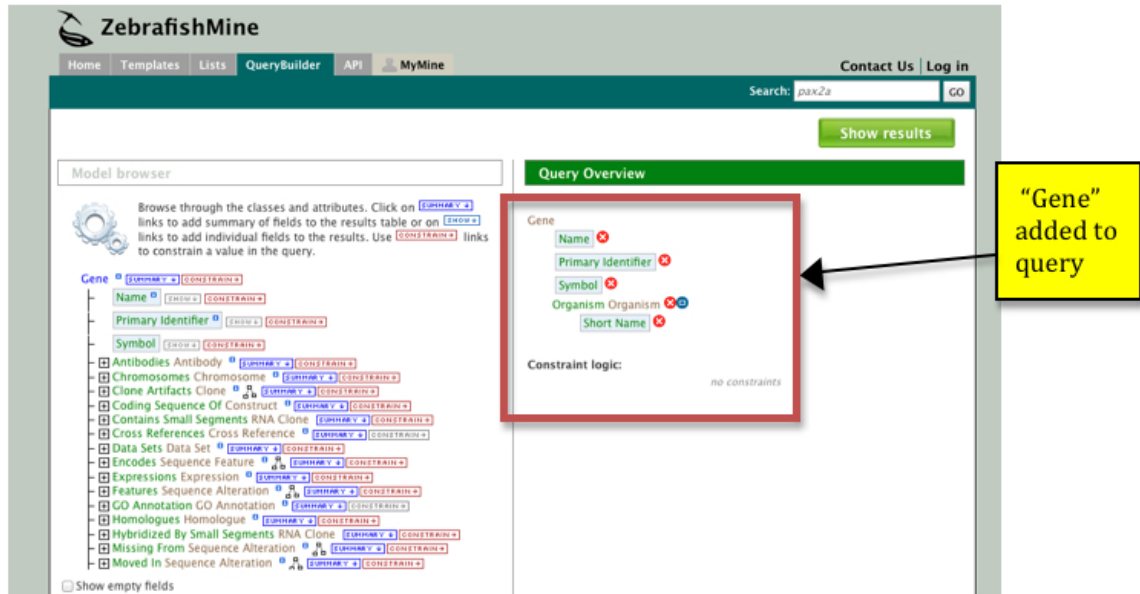 ZebrafishMine
Home Templates Lists QueryBuilder API MyMine
Contact Us | Log in
Search: pax2a GO
Show results
Model browser
Browse through the classes and attributes. Click on SUMMARY
links to add summary of fields to the results table or on SHOW
links to add individual fields to the results. Use CONSTRAIN links
to constrain a value in the query.
Gene SUMMARY CONSTRAIN
Name SHOW CONSTRAIN
Primary Identifier SHOW CONSTRAIN
Symbol SHOW CONSTRAIN
Antibodies Antibody SUMMARY CONSTRAIN
Chromosomes Chromosome SUMMARY CONSTRAIN
Clone Artifacts Clone SUMMARY CONSTRAIN
Coding Sequence Of Construct SUMMARY CONSTRAIN
Contains Small Segments RNA Clone SUMMARY CONSTRAIN
Cross References Cross Reference SUMMARY CONSTRAIN
Data Sets Data Set SUMMARY CONSTRAIN
Encodes Sequence Feature SUMMARY CONSTRAIN
Expressions Expression SUMMARY CONSTRAIN
Features Sequence Alteration SUMMARY CONSTRAIN
GO Annotation GO Annotation SUMMARY CONSTRAIN
Homologues Homologue SUMMARY CONSTRAIN
Hybridized By Small Segments RNA Clone SUMMARY CONSTRAIN
Missing From Sequence Alteration SUMMARY CONSTRAIN
Moved In Sequence Alteration SUMMARY CONSTRAIN
Show empty fields
Query Overview
Gene
Name
Primary Identifier
Symbol
Organism Organism
Short Name
Constraint logic:
no constraints
“Gene”
added to
query